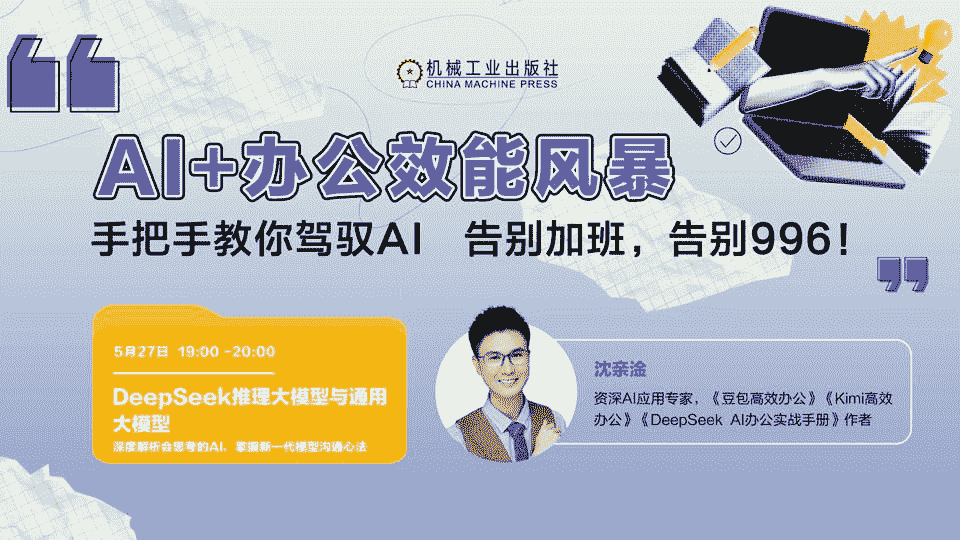 机械工业出版社
CHINA MACHINE PRESS
AI+办公效能风暴
手把手教你驾驭AI 告别加班，告别996！
5月27日 19:00 -20:00
DeepSeek推理大模型与通用
大模型
深度解析会思考的AI，掌握新一代模型沟通心法
沈亲淦
资深AI应用专家，《豆包高效办公》《Kimi高效
办公》《DeepSeek AI办公实战手册》作者